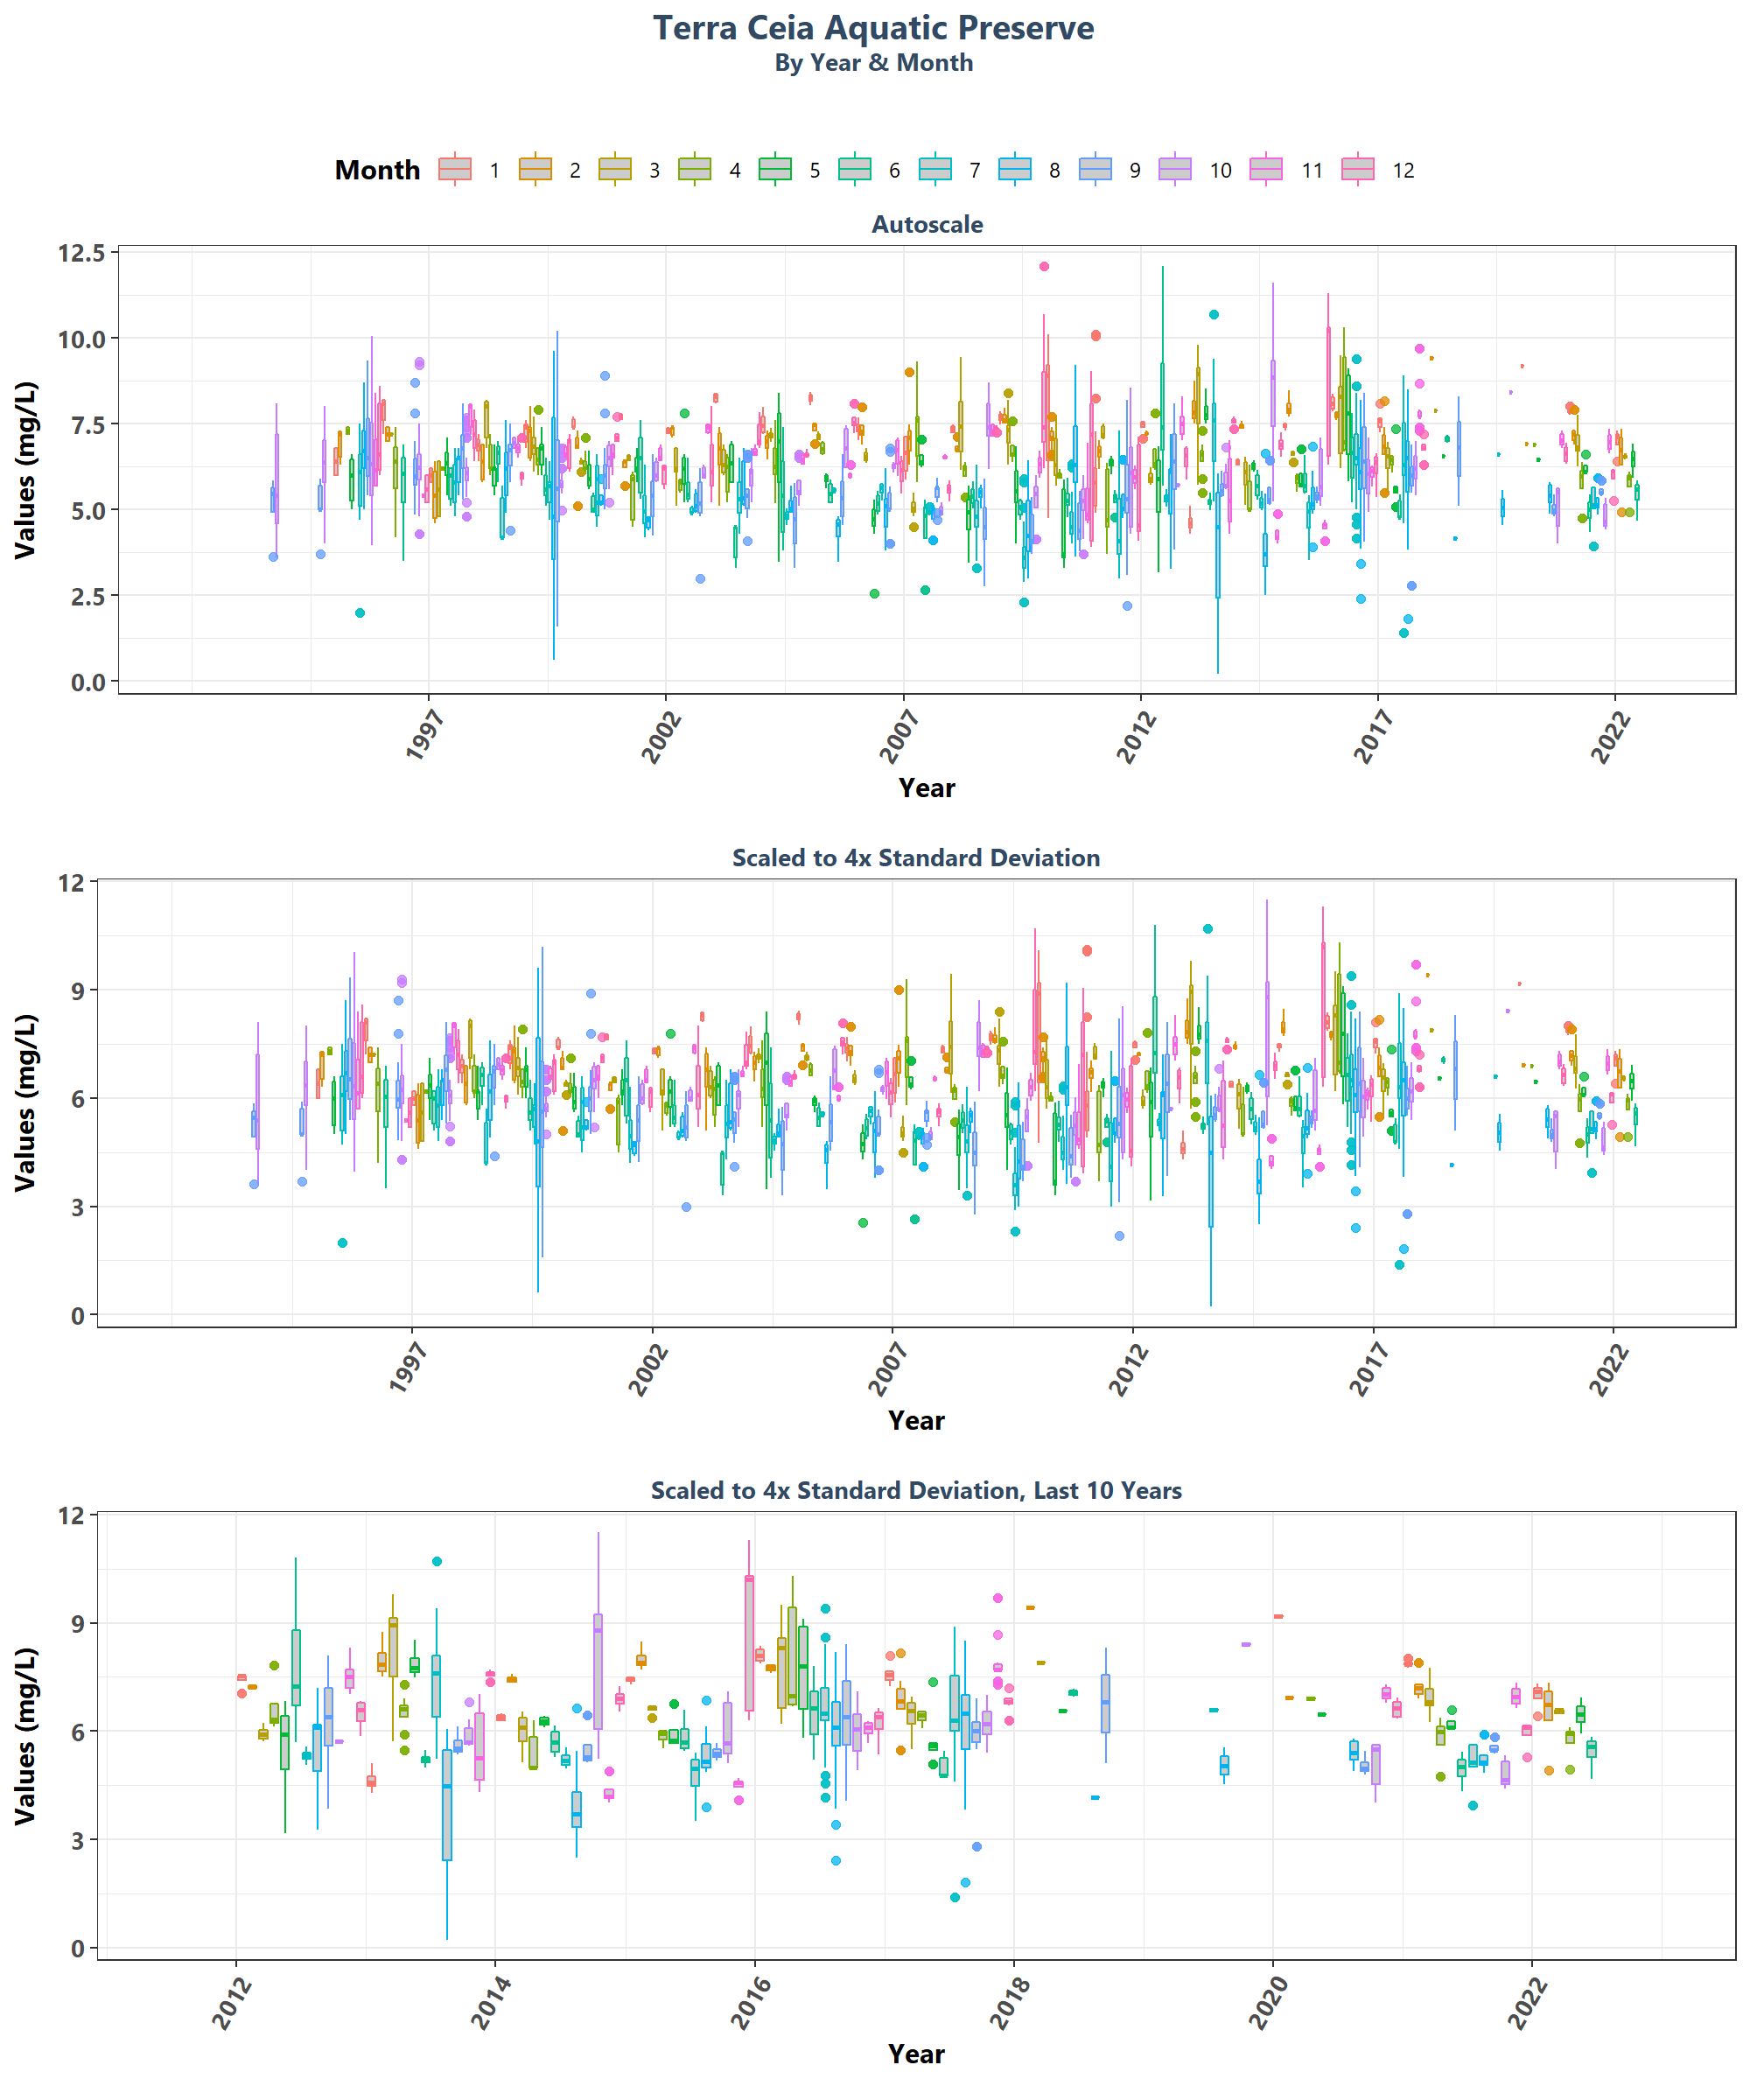 Terra Ceia Aquatic Preserve
By Year & Month
Month 1 2 3 4 5 6 7 8 9 10 11 12
Autoscale
Values (mg/L)
12.5
10.0
7.5
5.0
2.5
0.0
1997 2002 2007 2012 2017 2022
Year
Scaled to 4x Standard Deviation
Values (mg/L)
12
9
6
3
0
1997 2002 2007 2012 2017 2022
Year
Scaled to 4x Standard Deviation, Last 10 Years
Values (mg/L)
12
9
6
3
0
2012 2014 2016 2018 2020 2022
Year